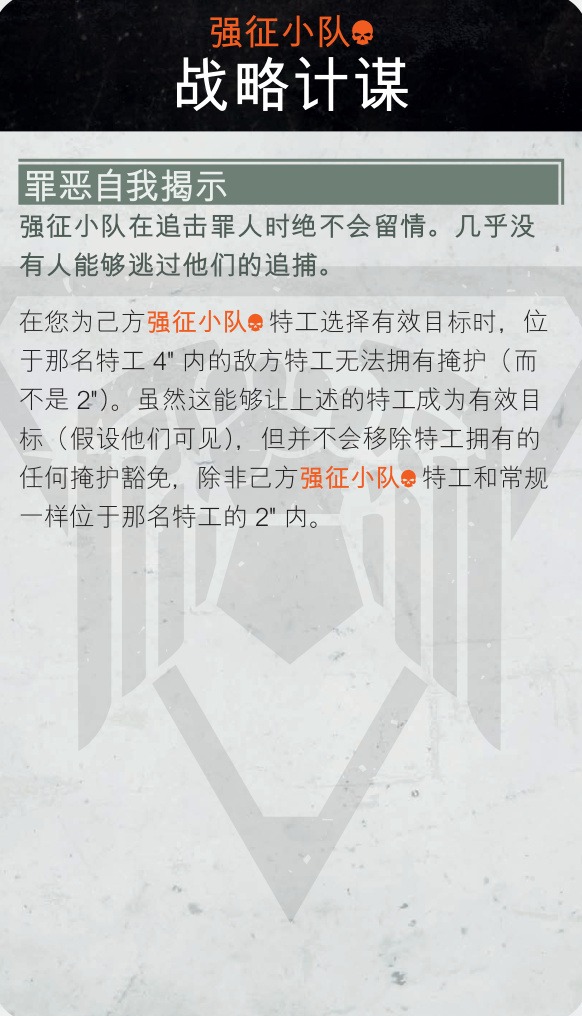 强征小队
战略计谋
罪恶自我揭示
强征小队在追击罪人时绝不会留情。几乎没
有人能够逃过他们的追捕。
在您为己方强征小队特工选择有效目标时，位
于那名特工 4" 内的敌方特工无法拥有掩护（而
不是 2"）。虽然这能够让上述的特工成为有效目
标（假设他们可见），但并不会移除特工拥有的
任何掩护豁免，除非己方强征小队特工和常规
一样位于那名特工的 2" 内。